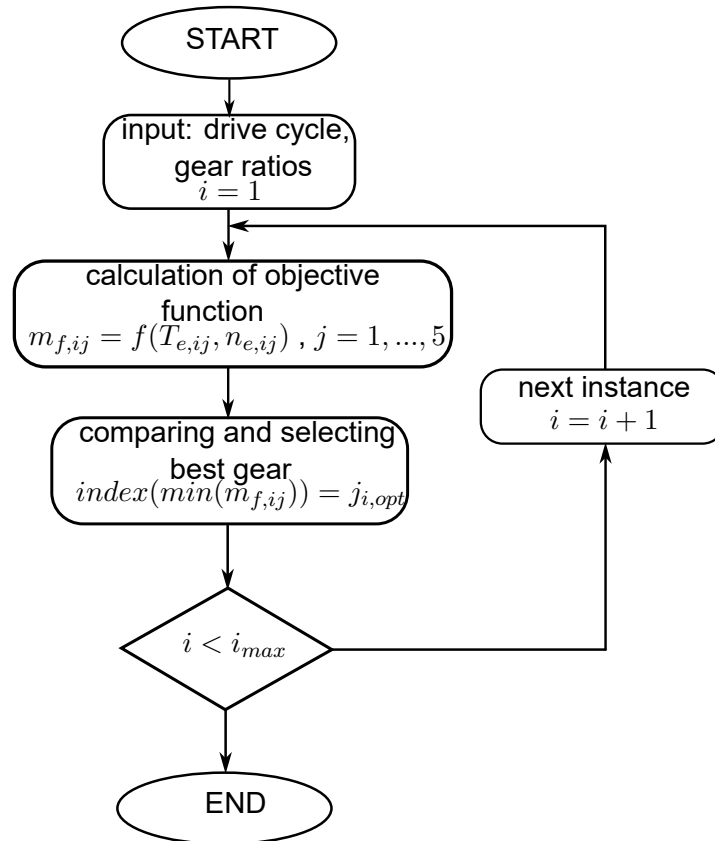 START
input: drive cycle,
gear ratios
i = 1
calculation of objective
function
m_{f,ij} = f(T_{e,ij}, n_{e,ij}) , j = 1, ..., 5
next instance
i = i + 1
comparing and selecting
best gear
index(min(m_{f,ij})) = j_{i,opt}
i < i_{max}
END